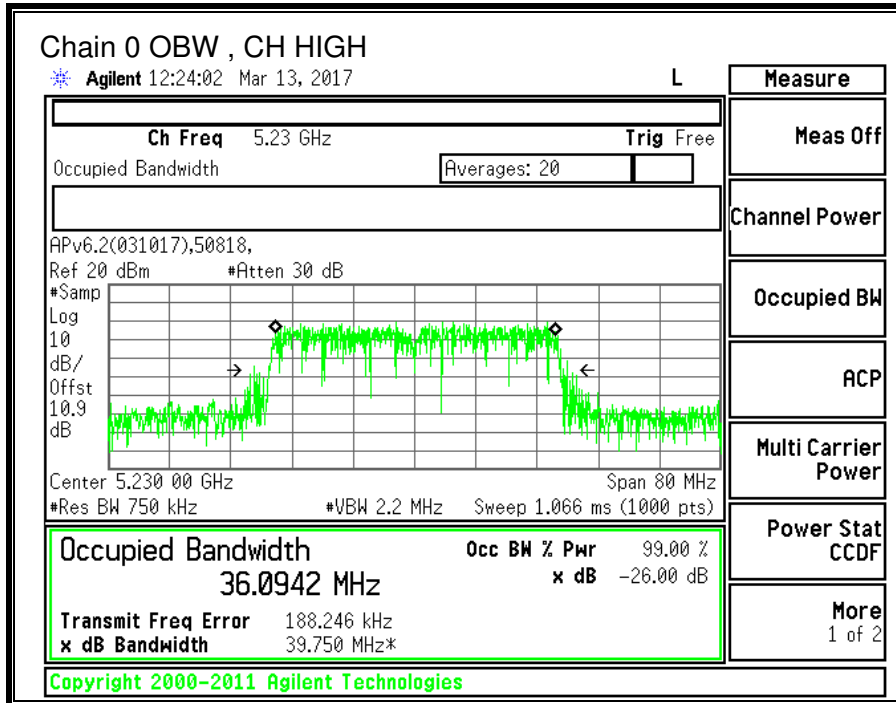 Chain 0 OBW , CH HIGH
Agilent 12:24:02 Mar 13, 2017 L
Measure
Ch Freq 5.23 GHz Trig Free
Meas Off
Occupied Bandwidth Averages: 20
Channel Power
APv6.2(031017),50818,
Ref 20 dBm #Atten 30 dB
#Samp
Log
10
dB/
Offst
10.9
dB
Occupied BW
ACP
Center 5.230 00 GHz Span 80 MHz
#Res BW 750 kHz #VBW 2.2 MHz Sweep 1.066 ms (1000 pts)
Multi Carrier
Power
Occupied Bandwidth Occ BW % Pwr 99.00 %
36.0942 MHz x dB -26.00 dB
Power Stat
CCDF
Transmit Freq Error 188.246 kHz
x dB Bandwidth 39.750 MHz*
More
1 of 2
Copyright 2000-2011 Agilent Technologies